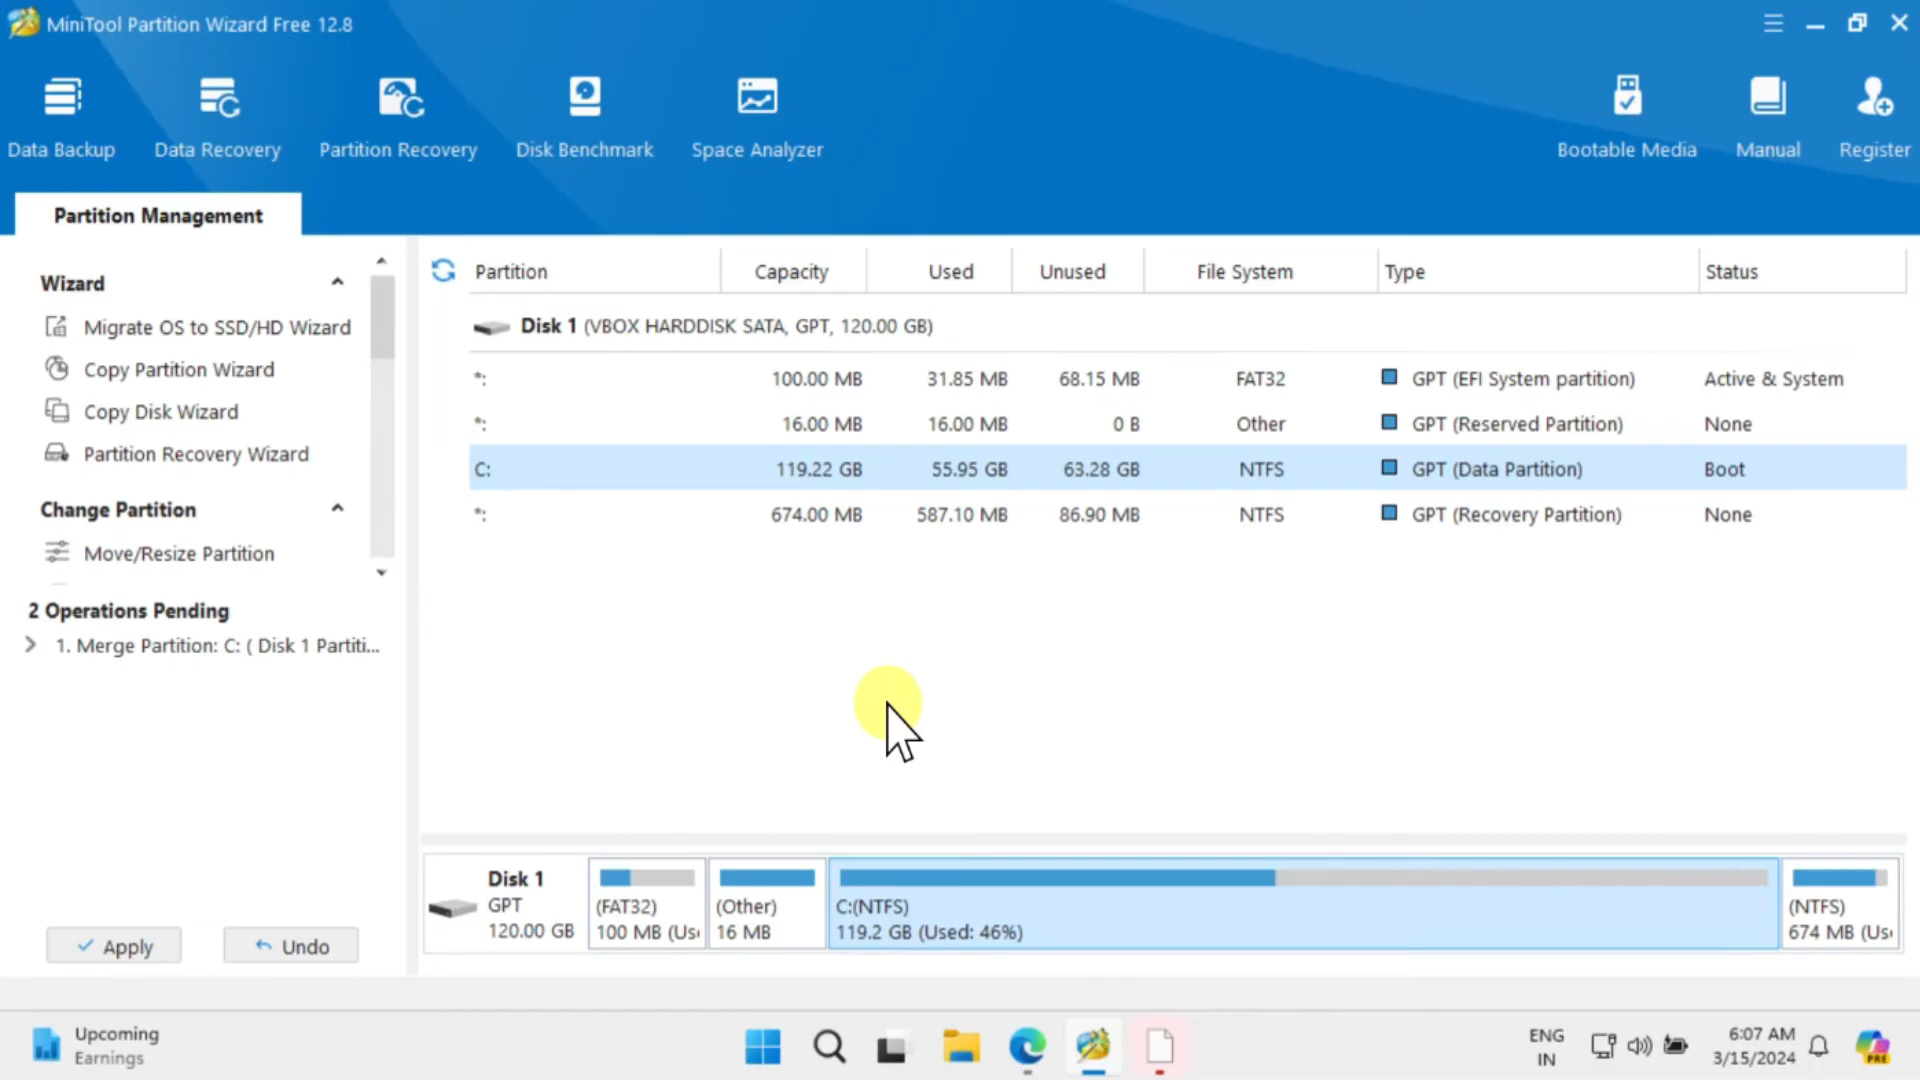 MiniTool Partition Wizard Free 12.8
Data Backup
Data Recovery
Partition Recovery
Disk Benchmark
Space Analyzer
Bootable Media
Manual
Register
Partition Management
Wizard
Migrate OS to SSD/HD Wizard
Copy Partition Wizard
Copy Disk Wizard
Partition Recovery Wizard
Change Partition
Move/Resize Partition
2 Operations Pending
1. Merge Partition: C: ( Disk 1 Partiti...
Apply
Undo
Partition Capacity Used Unused File System Type Status
Disk 1 (VBOX HARDDISK SATA, GPT, 120.00 GB)
*: 100.00 MB 31.85 MB 68.15 MB FAT32 GPT (EFI System partition) Active & System
*: 16.00 MB 16.00 MB 0 B Other GPT (Reserved Partition) None
C: 119.22 GB 55.95 GB 63.28 GB NTFS GPT (Data Partition) Boot
*: 674.00 MB 587.10 MB 86.90 MB NTFS GPT (Recovery Partition) None
Disk 1
GPT
120.00 GB
(FAT32)
100 MB (Us
(Other)
16 MB
C:(NTFS)
119.2 GB (Used: 46%)
(NTFS)
674 MB (Us
Upcoming
Earnings
ENG
IN
6:07 AM
3/15/2024
PRE